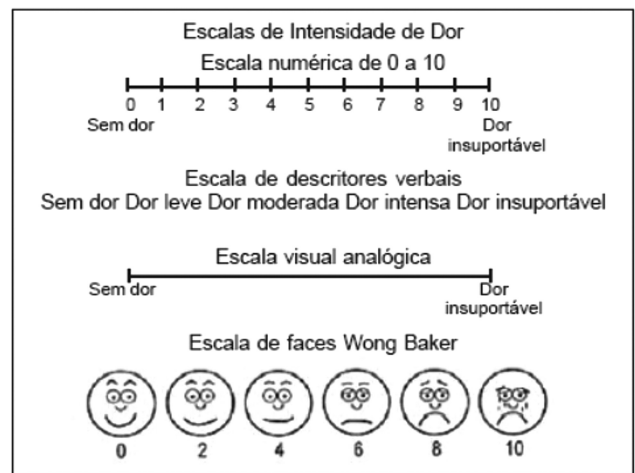 Escalas de Intensidade de Dor
Escala numérica de 0 a 10
0 1 2 3 4 5 6 7 8 9 10
Sem dor Dor
insuportável
Escala de descritores verbais
Sem dor Dor leve Dor moderada Dor intensa Dor insuportável
Escala visual analógica
Sem dor Dor
insuportável
Escala de faces Wong Baker
0 2 4 6 8 10